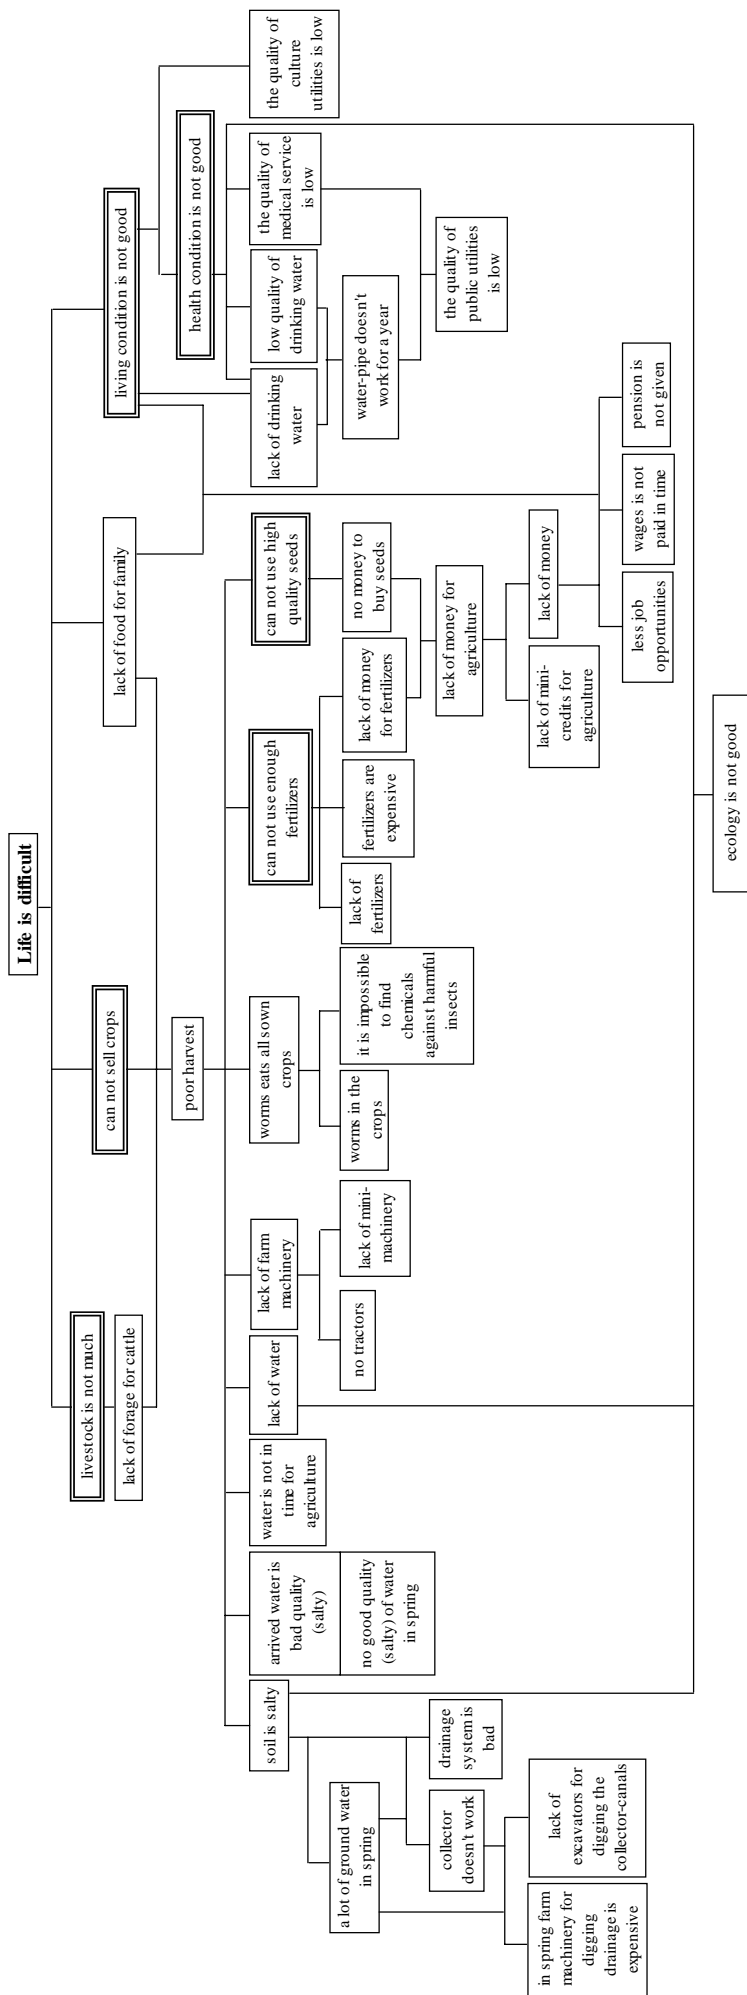 Life is difficult
livestock is not much
can not sell crops
lack of food for family
living condition is not good
lack of forage for cattle
poor harvest
health condition is not good
soil is salty
arrived water is
bad quality
(salty)
no good quality
(salty) of water
in spring
water is not in
time for
agriculture
lack of water
lack of farm
machinery
worms eats all sown
crops
can not use enough
fertilizers
can not use high
quality seeds
lack of drinking
water
low quality of
drinking water
the quality of
medical service
is low
the quality of
culture
utilities is low
a lot of ground water
in spring
no tractors
lack of mini-
machinery
worms in the
crops
it is impossible
to find
chemicals
against harmful
insects
lack of
fertilizers
fertilizers are
expensive
lack of money
for fertilizers
no money to
buy seeds
water-pipe doesn't
work for a year
collector
doesn't work
drainage
system is
bad
lack of money for
agriculture
the quality of
public utilities
is low
in spring farm
machinery for
digging
drainage is
expensive
lack of
excavators for
digging the
collector-canals
lack of mini-
credits for
agriculture
lack of money
less job
opportunities
wages is not
paid in time
pension is
not given
ecology is not good